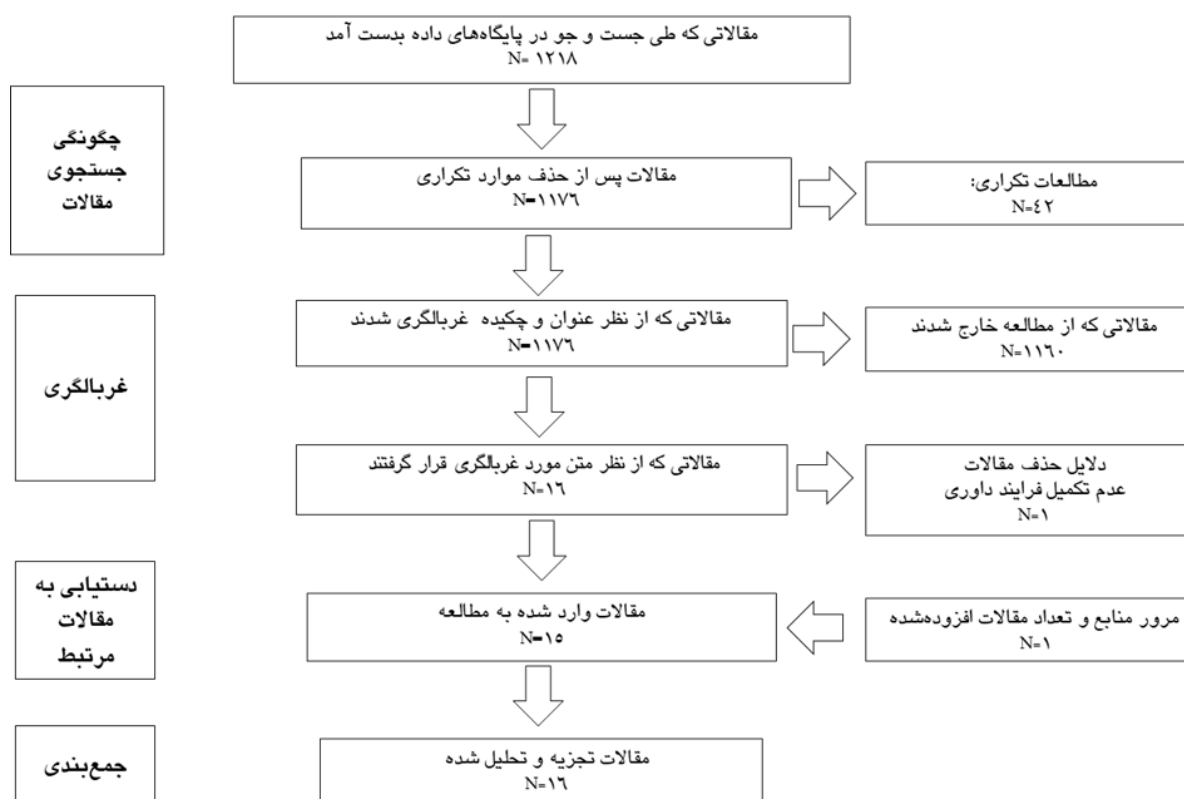 مقالاتی که طی جست و جو در پایگاه‌های داده بدست آمد
N= ۱۲۱۸
چگونگی
جستجوی
مقالات
مقالات پس از حذف موارد تکراری
N=۱۱۷۶
مطالعات تکراری:
N=٤۲
غربالگری
مقالاتی که از نظر عنوان و چکیده غربالگری شدند
N=۱۱۷۶
مقالاتی که از مطالعه خارج شدند
N=۱۱٦۰
مقالاتی که از نظر متن مورد غربالگری قرار گرفتند
N=۱٦
دلایل حذف مقالات
عدم تکمیل فرایند داوری
N=۱
دستیابی به
مقالات
مرتبط
مقالات وارد شده به مطالعه
N=۱٥
مرور منابع و تعداد مقالات افزوده‌شده
N=۱
جمع‌بندی
مقالات تجزیه و تحلیل شده
N=۱٦